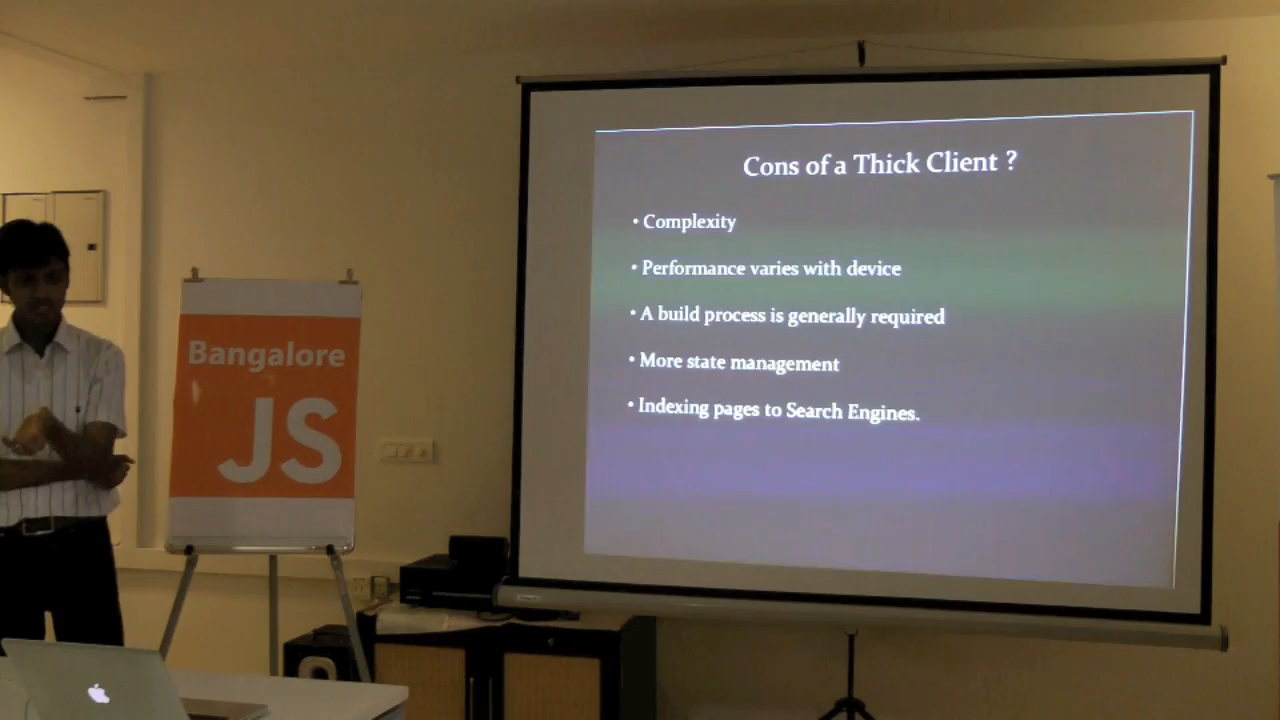 Bangalore
JS
Cons of a Thick Client ?
• Complexity
• Performance varies with device
• A build process is generally required
• More state management
• Indexing pages to Search Engines.